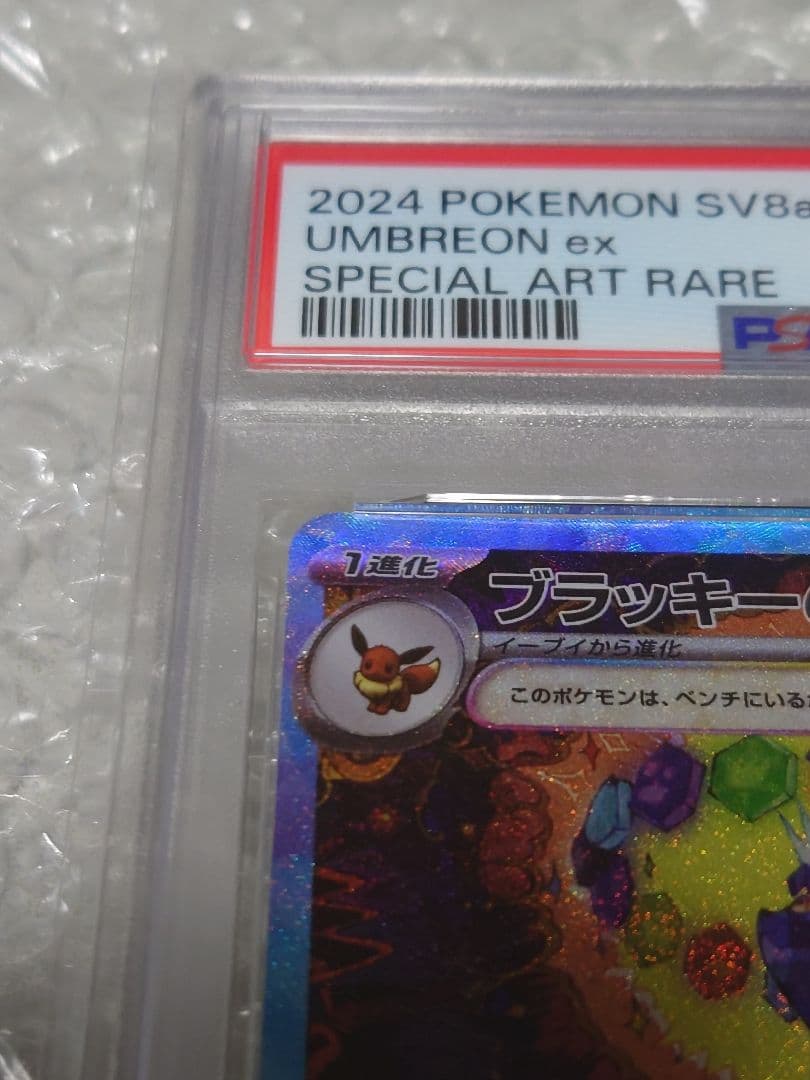 2024 POKEMON SV8a
UMBREON ex
SPECIAL ART RARE
PS
1進化
ブラッキー
イーブイから進化
このポケモンは、ベンチにいる